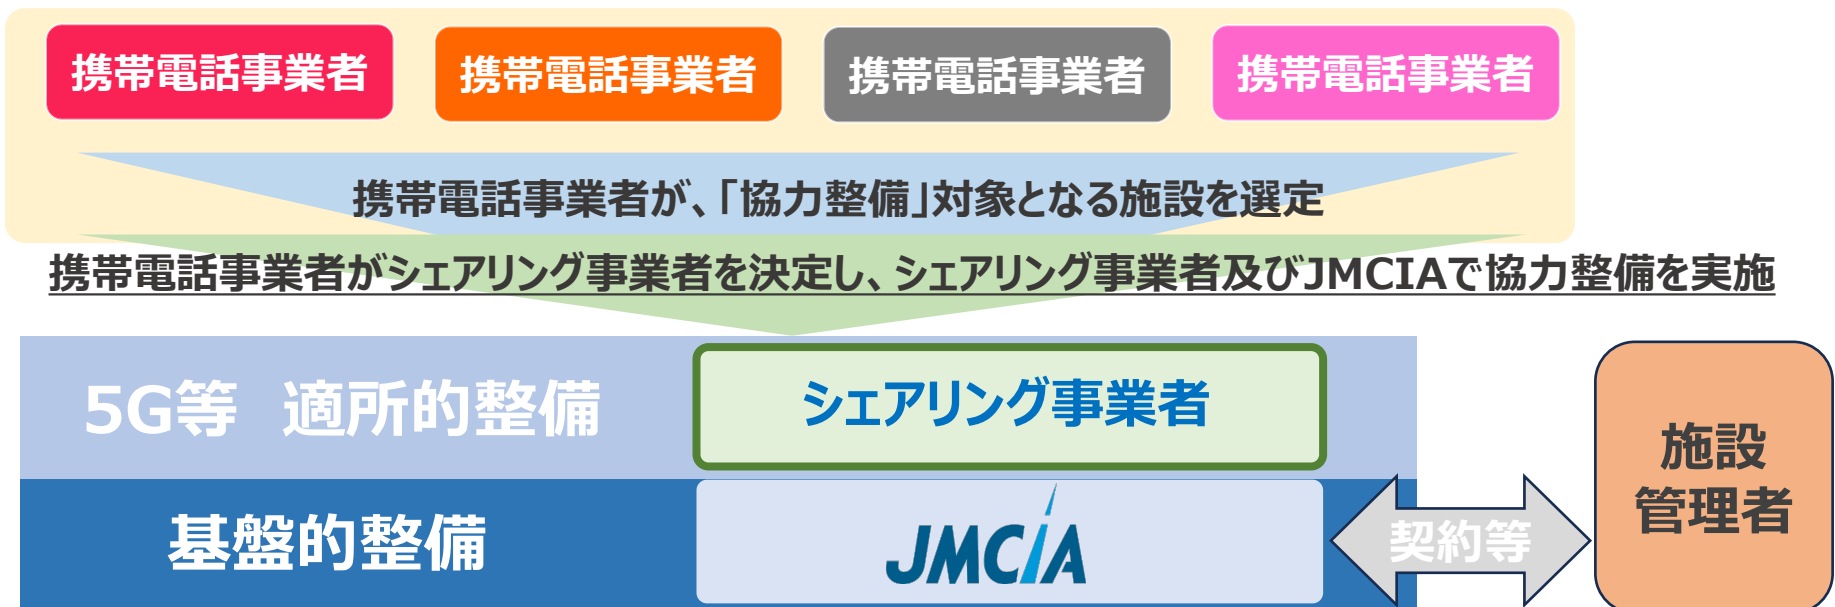 携帯電話事業者 携帯電話事業者 携帯電話事業者 携帯電話事業者
携帯電話事業者が、「協力整備」対象となる施設を選定
携帯電話事業者がシェアリング事業者を決定し、シェアリング事業者及びJMCIAで協力整備を実施
5G等 適所的整備
シェアリング事業者
基盤的整備
JMCIA
契約等
施設
管理者